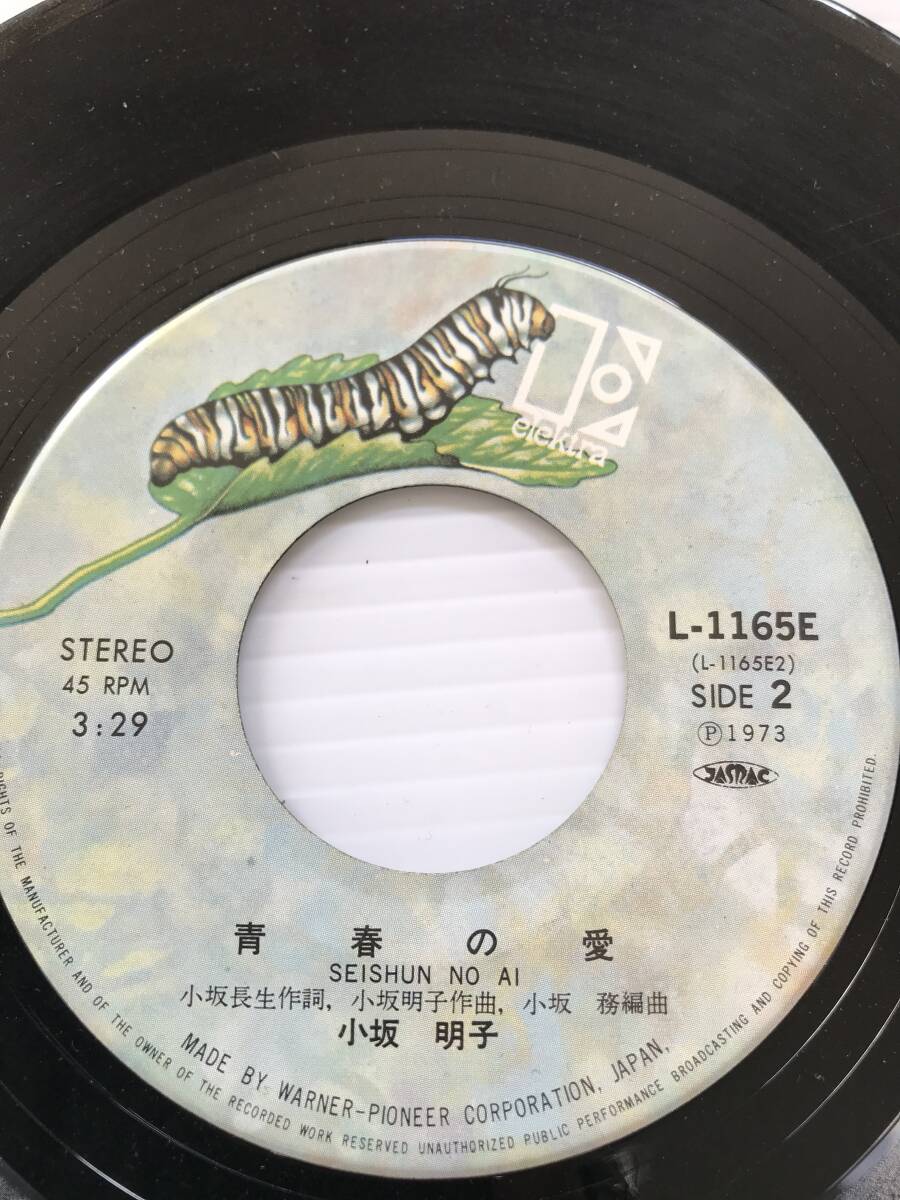 elektra
STEREO
45 RPM
3:29
L-1165E
(L-1165E2)
SIDE 2
Ⓟ1973
JASRAC
青春の愛
SEISHUN NO AI
小坂長生作詞, 小坂明子作曲, 小坂 務編曲
小坂 明子
MADE BY WARNER-PIONEER CORPORATION, JAPAN,
RIGHTS OF THE MANUFACTURER AND OF THE OWNER OF THE RECORDED WORK RESERVED UNAUTHORIZED PUBLIC PERFORMANCE BROADCASTING AND COPYING OF THIS RECORD PROHIBITED.